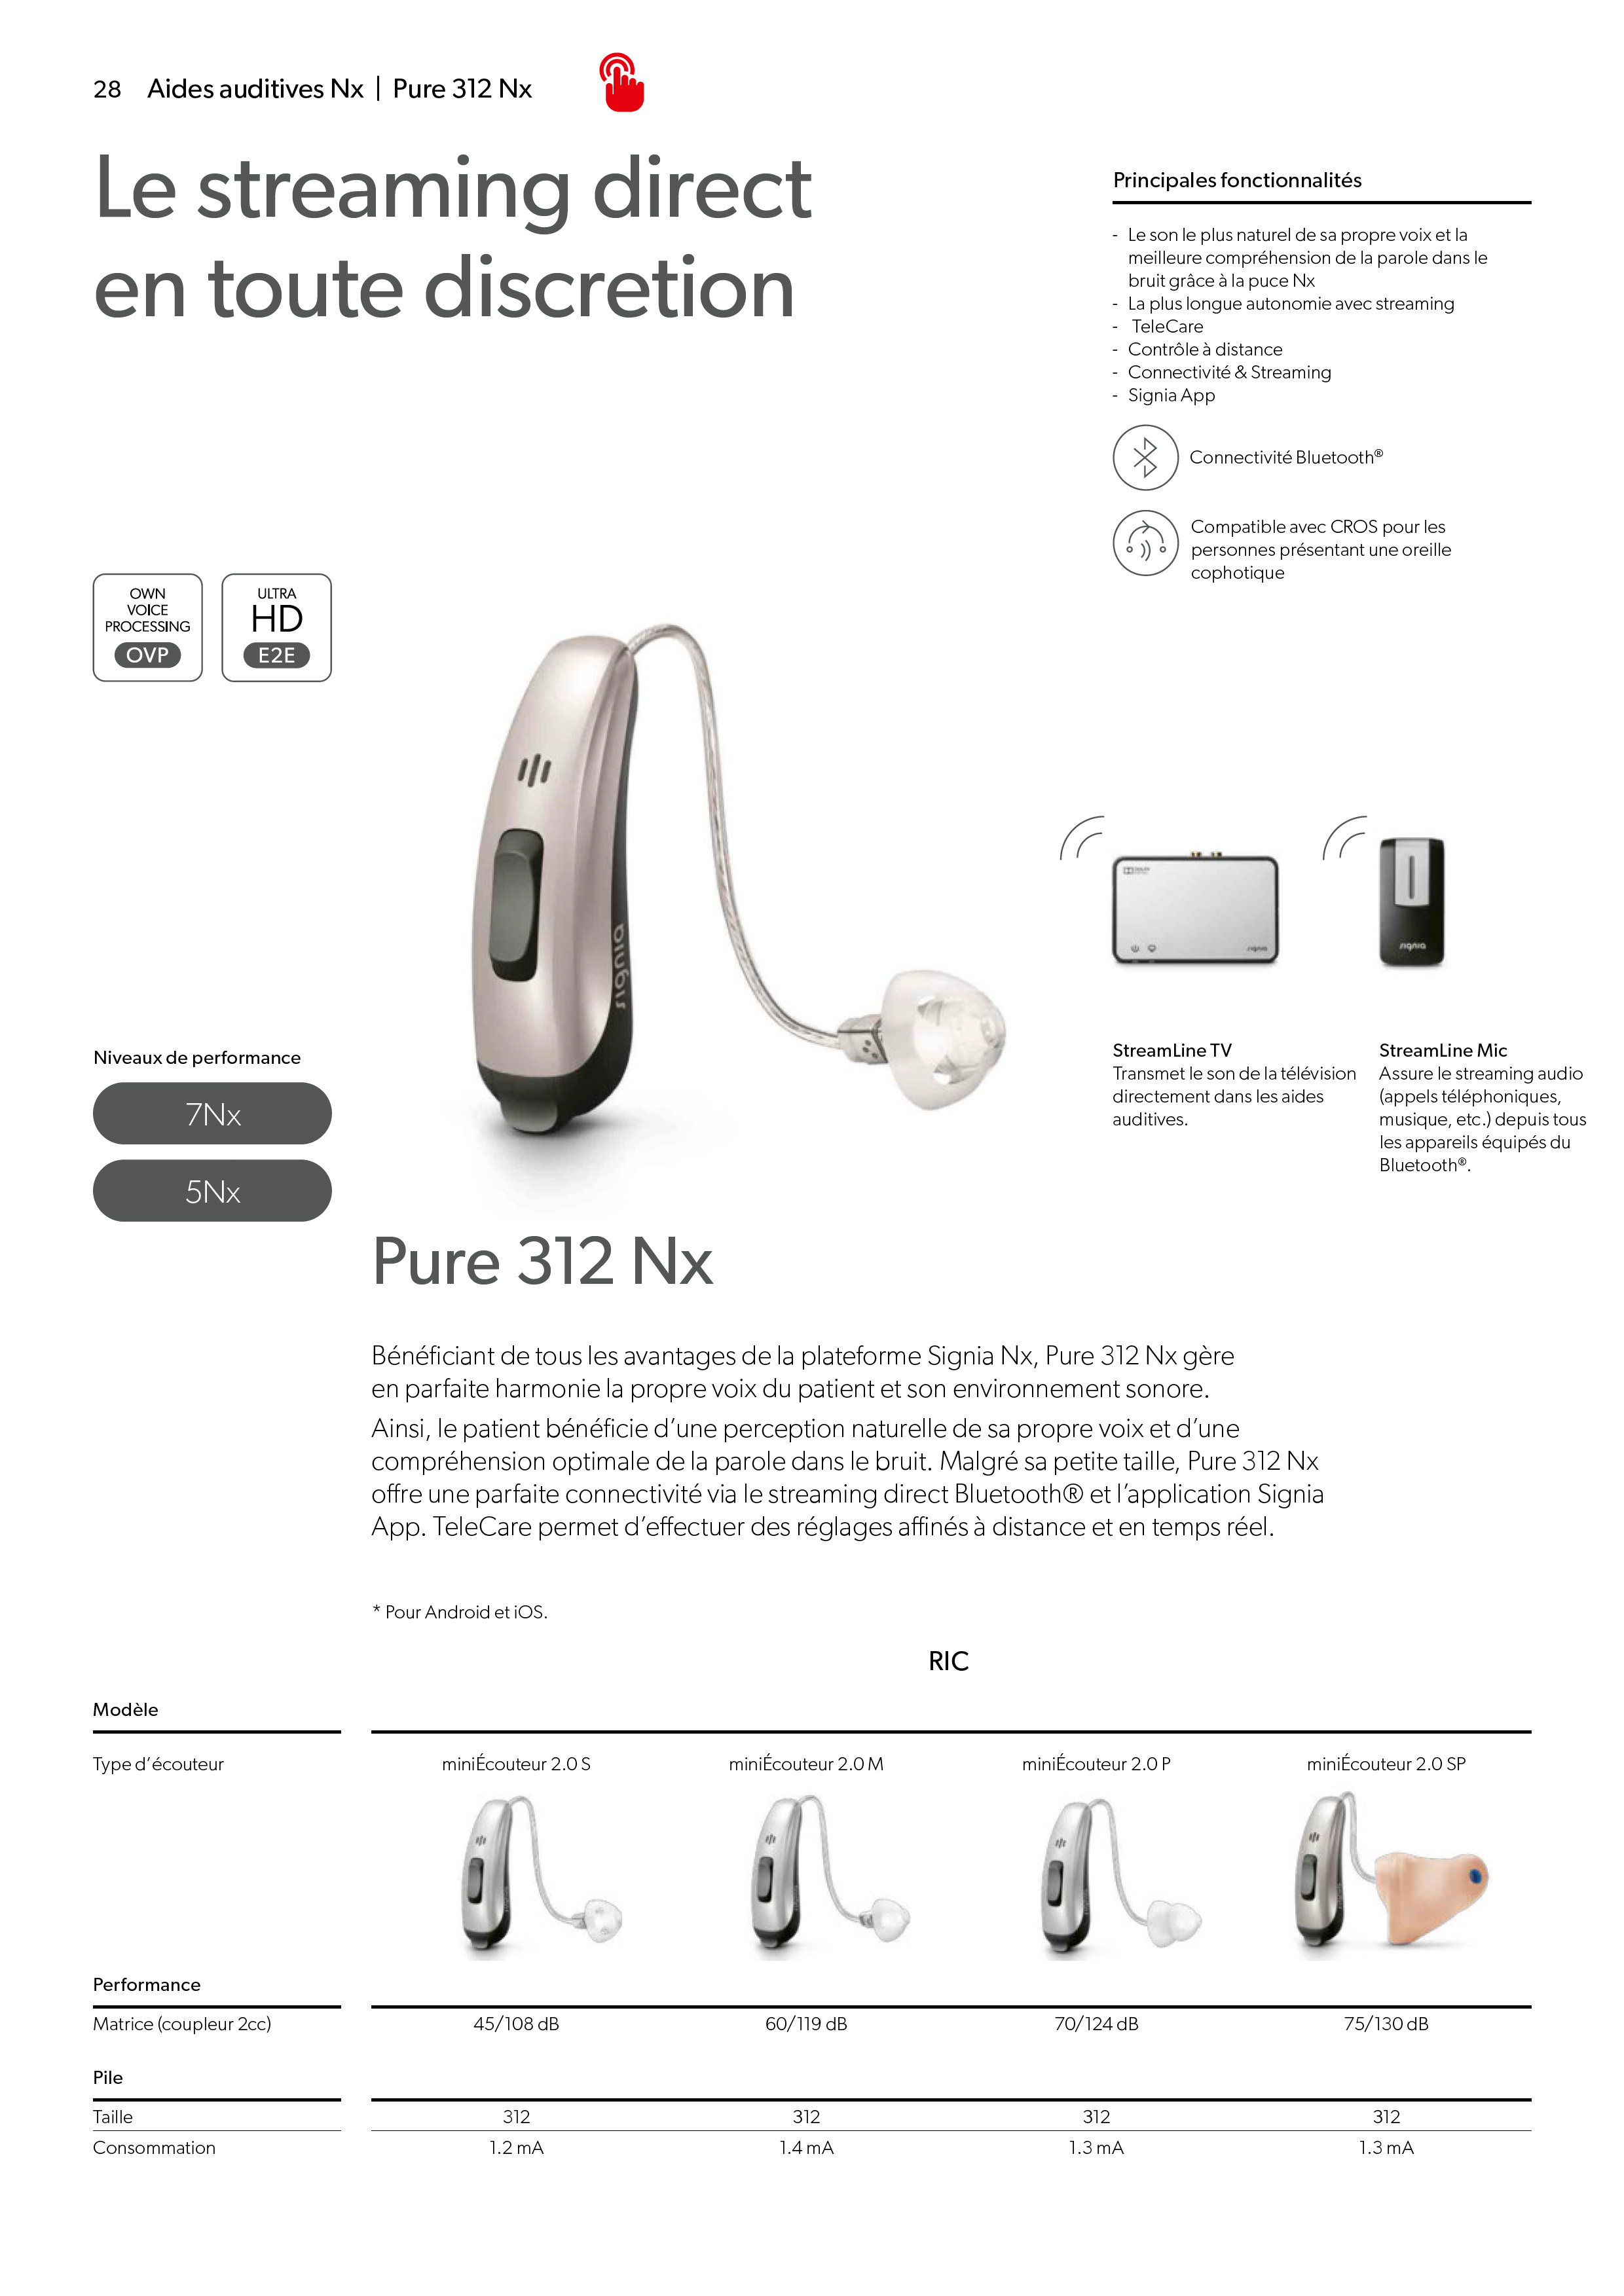 28 Aides auditives Nx | Pure 312 Nx
Le streaming direct
en toute discretion
Principales fonctionnalités
- Le son le plus naturel de sa propre voix et la
meilleure compréhension de la parole dans le
bruit grâce à la puce Nx
- La plus longue autonomie avec streaming
- TeleCare
- Contrôle à distance
- Connectivité & Streaming
- Signia App
Connectivité Bluetooth®
Compatible avec CROS pour les
personnes présentant une oreille
cophotique
OWN
VOICE
PROCESSING
OVP
ULTRA
HD
E2E
signia
signia
signia
StreamLine TV
Transmet le son de la télévision
directement dans les aides
auditives.
StreamLine Mic
Assure le streaming audio
(appels téléphoniques,
musique, etc.) depuis tous
les appareils équipés du
Bluetooth®.
Niveaux de performance
7Nx
5Nx
Pure 312 Nx
Bénéficiant de tous les avantages de la plateforme Signia Nx, Pure 312 Nx gère
en parfaite harmonie la propre voix du patient et son environnement sonore.
Ainsi, le patient bénéficie d’une perception naturelle de sa propre voix et d’une
compréhension optimale de la parole dans le bruit. Malgré sa petite taille, Pure 312 Nx
offre une parfaite connectivité via le streaming direct Bluetooth® et l’application Signia
App. TeleCare permet d’effectuer des réglages affinés à distance et en temps réel.
* Pour Android et iOS.
RIC
Modèle
Type d’écouteur miniÉcouteur 2.0 S miniÉcouteur 2.0 M miniÉcouteur 2.0 P miniÉcouteur 2.0 SP
Performance
Matrice (coupleur 2cc) 45/108 dB 60/119 dB 70/124 dB 75/130 dB
Pile
Taille 312 312 312 312
Consommation 1.2 mA 1.4 mA 1.3 mA 1.3 mA